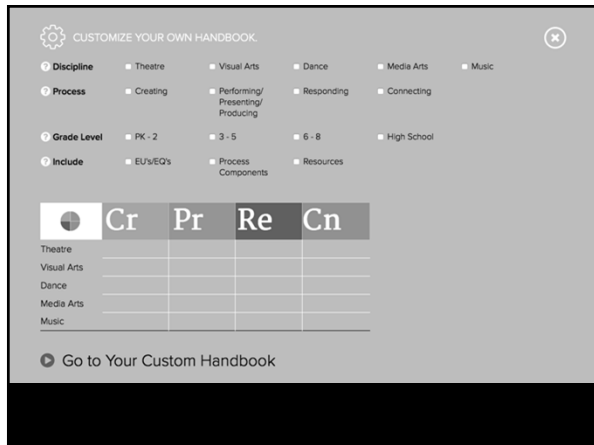 CUSTOMIZE YOUR OWN HANDBOOK.
? Discipline Theatre Visual Arts Dance Media Arts Music
? Process Creating Performing/ Responding Connecting
Presenting/
Producing
? Grade Level PK - 2 3 - 5 6 - 8 High School
? Include EU's/EQ's Process Resources
Components
Cr Pr Re Cn
Theatre
Visual Arts
Dance
Media Arts
Music
Go to Your Custom Handbook